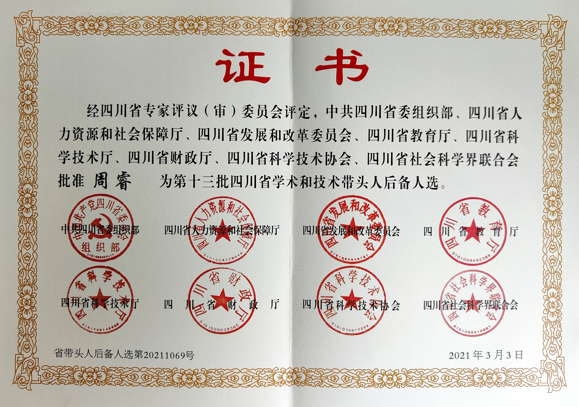 证书
经四川省专家评议（审）委员会评定，中共四川省委组织部、四川省人
力资源和社会保障厅、四川省发展和改革委员会、四川省教育厅、四川省科
学技术厅、四川省财政厅、四川省科学技术协会、四川省社会科学界联合会
批准 周睿 为第十三批四川省学术和技术带头人后备人选。
中共四川省委组织部 四川省人力资源和社会保障厅 四川省发展和改革委员会 四川省教育厅
四川省科学技术厅 四川省财政厅 四川省科学技术协会 四川省社会科学界联合会
省带头人后备人选第20211069号 2021年3月3日